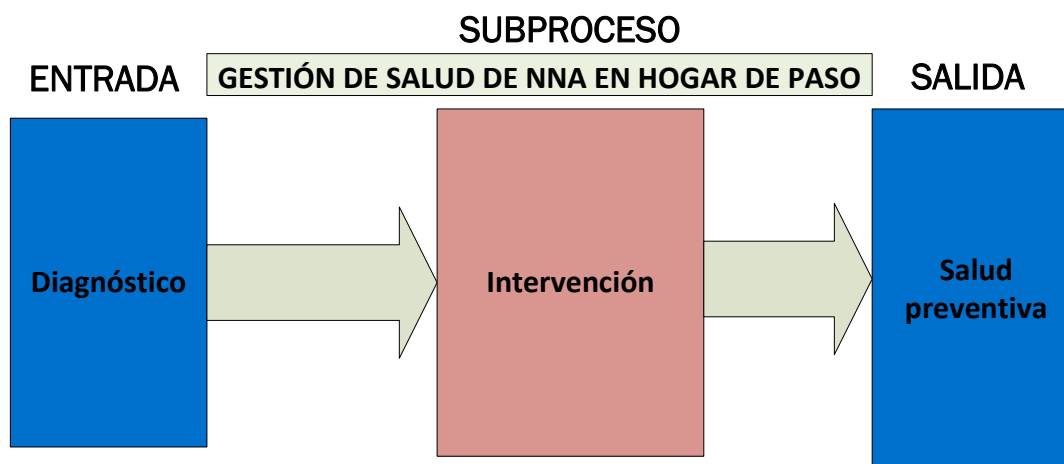 SUBPROCESO
ENTRADA
GESTIÓN DE SALUD DE NNA EN HOGAR DE PASO
SALIDA
Diagnóstico
Intervención
Salud
preventiva